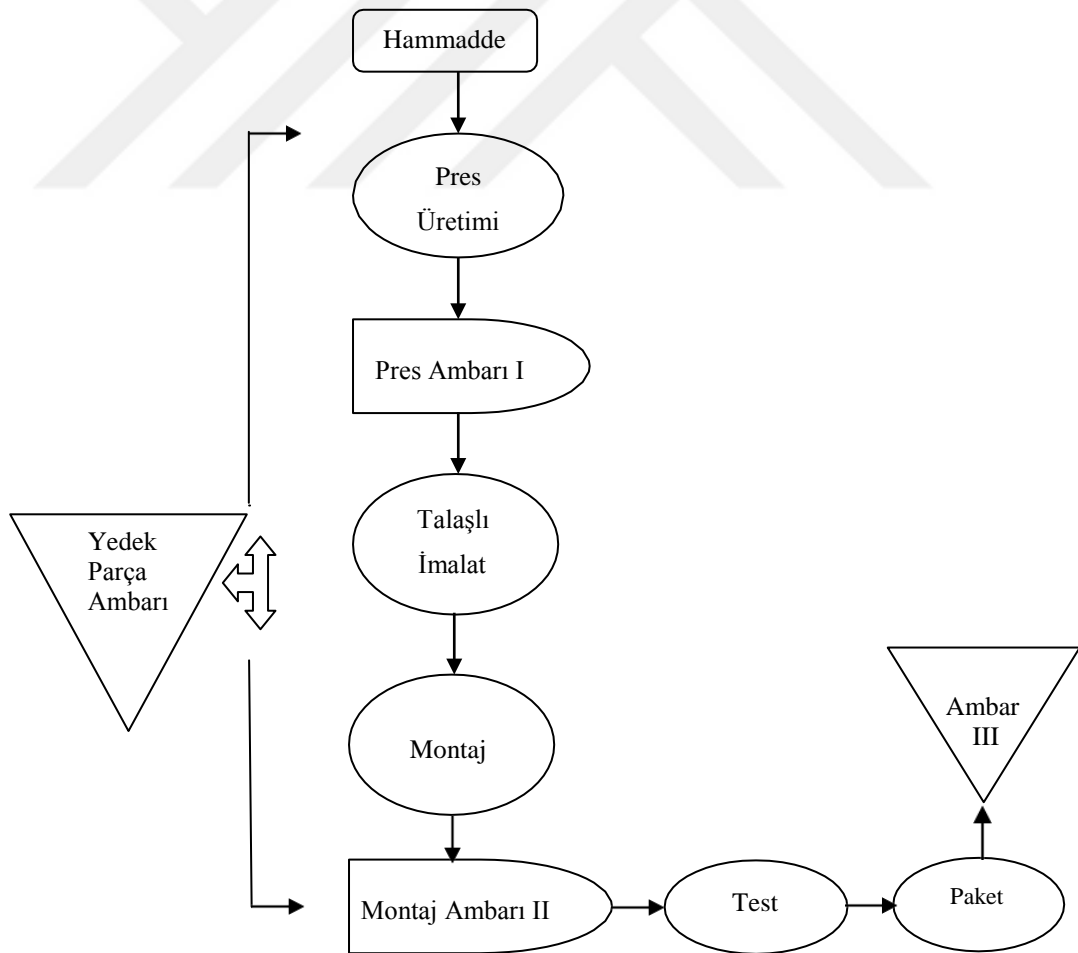 Hammadde
Pres
Üretimi
Pres Ambarı I
Talaşlı
İmalat
Yedek
Parça
Ambarı
Montaj
Ambar
III
Montaj Ambarı II
Test
Paket